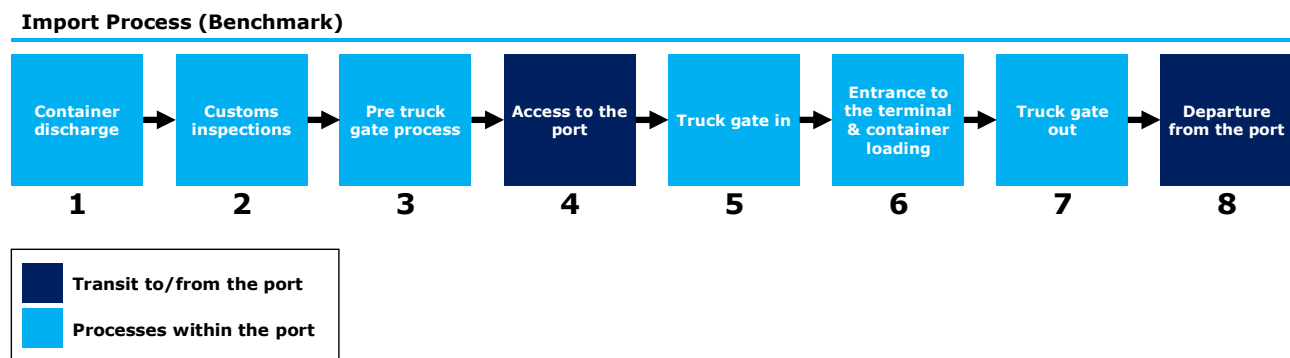 Import Process (Benchmark)
Container
discharge
Customs
inspections
Pre truck
gate process
Access to the
port
Truck gate in
Entrance to
the terminal
& container
loading
Truck gate
out
Departure
from the port
1
2
3
4
5
6
7
8
Transit to/from the port
Processes within the port